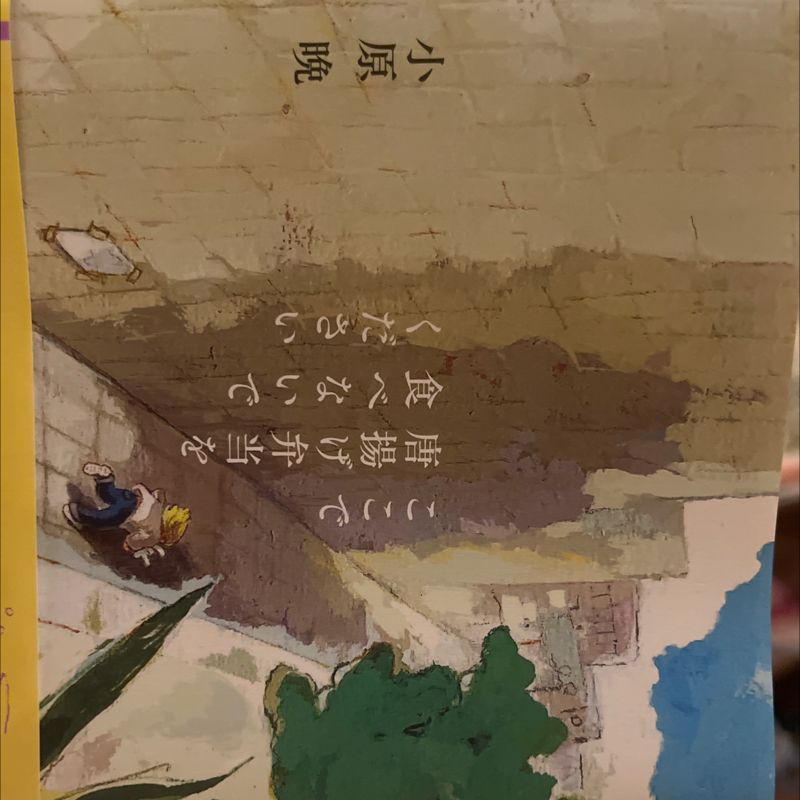 ここで
唐揚げ弁当を
食べないで
ください
小原晩